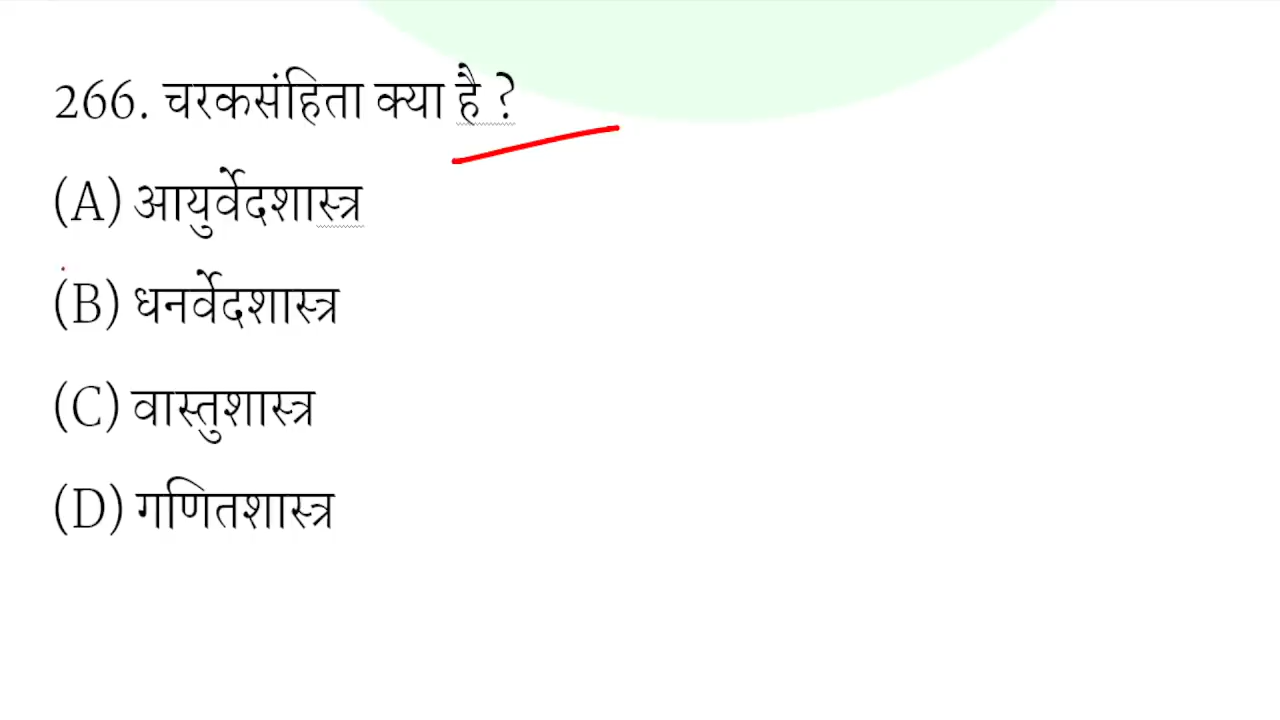 266. चरकसंहिता क्या है ?
(A) आयुर्वेदशास्त्र
(B) धनर्वेदशास्त्र
(C) वास्तुशास्त्र
(D) गणितशास्त्र